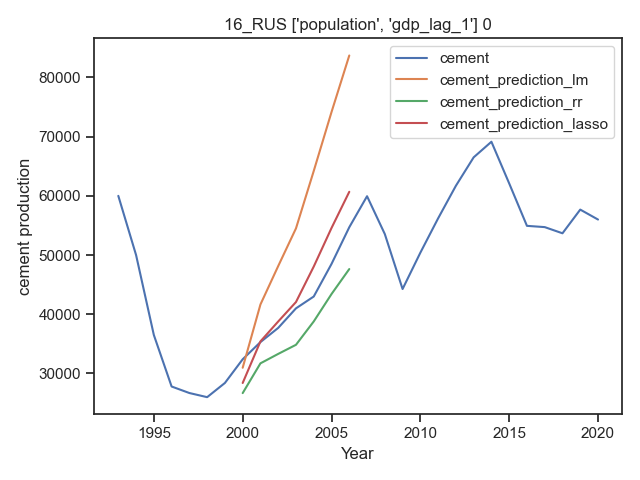 16_RUS ['population', 'gdp_lag_1'] 0
cement
cement_prediction_lm
cement_prediction_rr
cement_prediction_lasso
cement production
80000
70000
60000
50000
40000
30000
1995
2000
2005
2010
2015
2020
Year